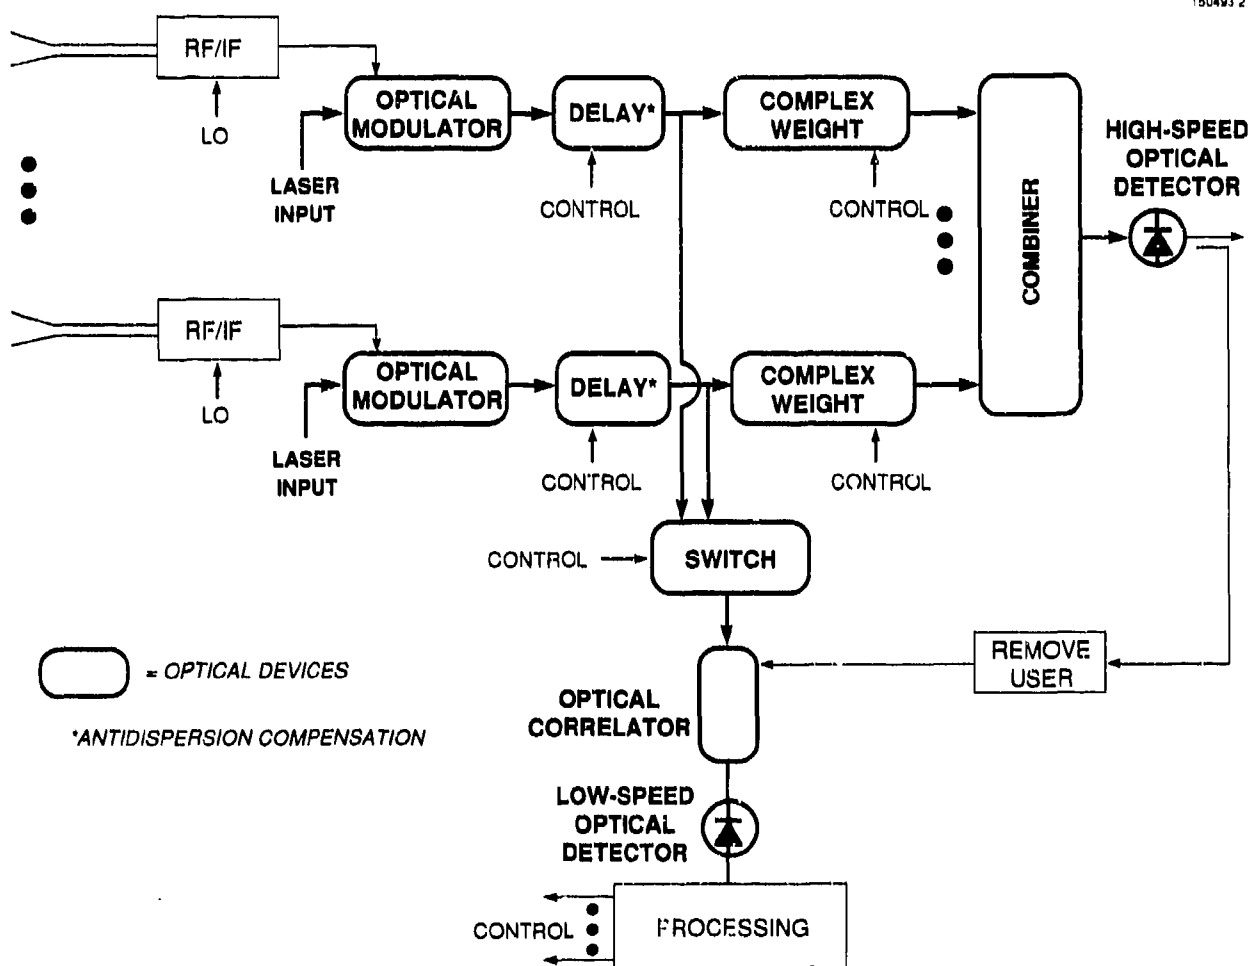 150493 2
RF/IF
LO
OPTICAL
MODULATOR
LASER
INPUT
DELAY*
CONTROL
COMPLEX
WEIGHT
CONTROL
COMBINER
HIGH-SPEED
OPTICAL
DETECTOR
RF/IF
LO
OPTICAL
MODULATOR
LASER
INPUT
DELAY*
CONTROL
COMPLEX
WEIGHT
CONTROL
CONTROL
SWITCH
REMOVE
USER
= OPTICAL DEVICES
*ANTIDISPERSION COMPENSATION
OPTICAL
CORRELATOR
LOW-SPEED
OPTICAL
DETECTOR
CONTROL
PROCESSING